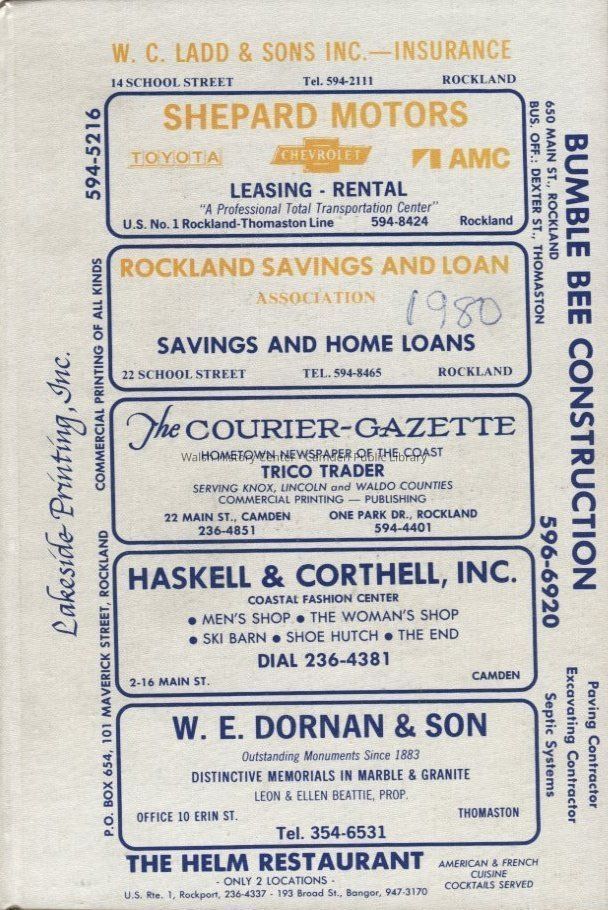 W. C. LADD & SONS INC.—INSURANCE
14 SCHOOL STREET Tel. 594-2111 ROCKLAND
SHEPARD MOTORS
TOYOTA CHEVROLET AMC
LEASING - RENTAL
"A Professional Total Transportation Center"
U.S. No. 1 Rockland-Thomaston Line 594-8424 Rockland
ROCKLAND SAVINGS AND LOAN
ASSOCIATION
1980
SAVINGS AND HOME LOANS
22 SCHOOL STREET TEL. 594-8465 ROCKLAND
The COURIER-GAZETTE
HOMETOWN NEWSPAPER OF THE COAST
Walsh History Center - Camden Public Library
TRICO TRADER
SERVING KNOX, LINCOLN and WALDO COUNTIES
COMMERCIAL PRINTING — PUBLISHING
22 MAIN ST., CAMDEN ONE PARK DR., ROCKLAND
236-4851 594-4401
HASKELL & CORTHELL, INC.
COASTAL FASHION CENTER
● MEN'S SHOP ● THE WOMAN'S SHOP
● SKI BARN ● SHOE HUTCH ● THE END
DIAL 236-4381
2-16 MAIN ST. CAMDEN
W. E. DORNAN & SON
Outstanding Monuments Since 1883
DISTINCTIVE MEMORIALS IN MARBLE & GRANITE
LEON & ELLEN BEATTIE, PROP.
OFFICE 10 ERIN ST. THOMASTON
Tel. 354-6531
THE HELM RESTAURANT
AMERICAN & FRENCH
CUISINE
COCKTAILS SERVED
- ONLY 2 LOCATIONS -
U.S. Rte. 1, Rockport, 236-4337 - 193 Broad St., Bangor, 947-3170
Lakeside Printing, Inc.
COMMERCIAL PRINTING OF ALL KINDS
594-5216
P.O. BOX 654, 101 MAVERICK STREET, ROCKLAND
BUMBLE BEE CONSTRUCTION
650 MAIN ST., ROCKLAND
BUS. OFF.: DEXTER ST., THOMASTON
596-6920
Paving Contractor
Excavating Contractor
Septic Systems